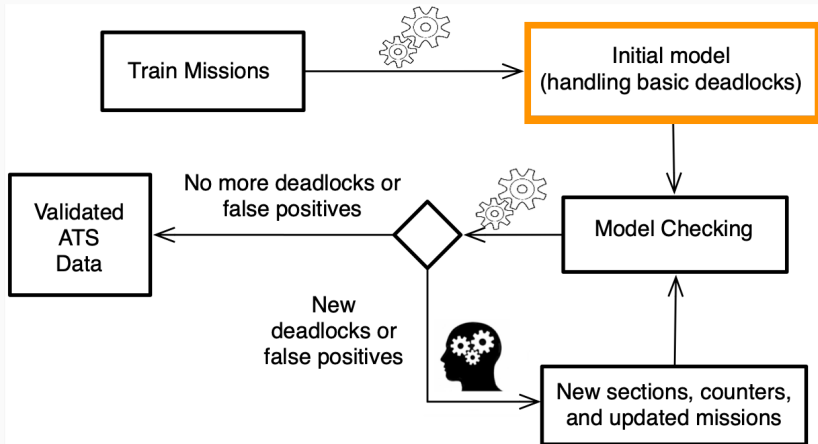 Train Missions
Initial model
(handling basic deadlocks)
No more deadlocks or
false positives
Validated
ATS
Data
Model Checking
New
deadlocks or
false positives
New sections, counters,
and updated missions